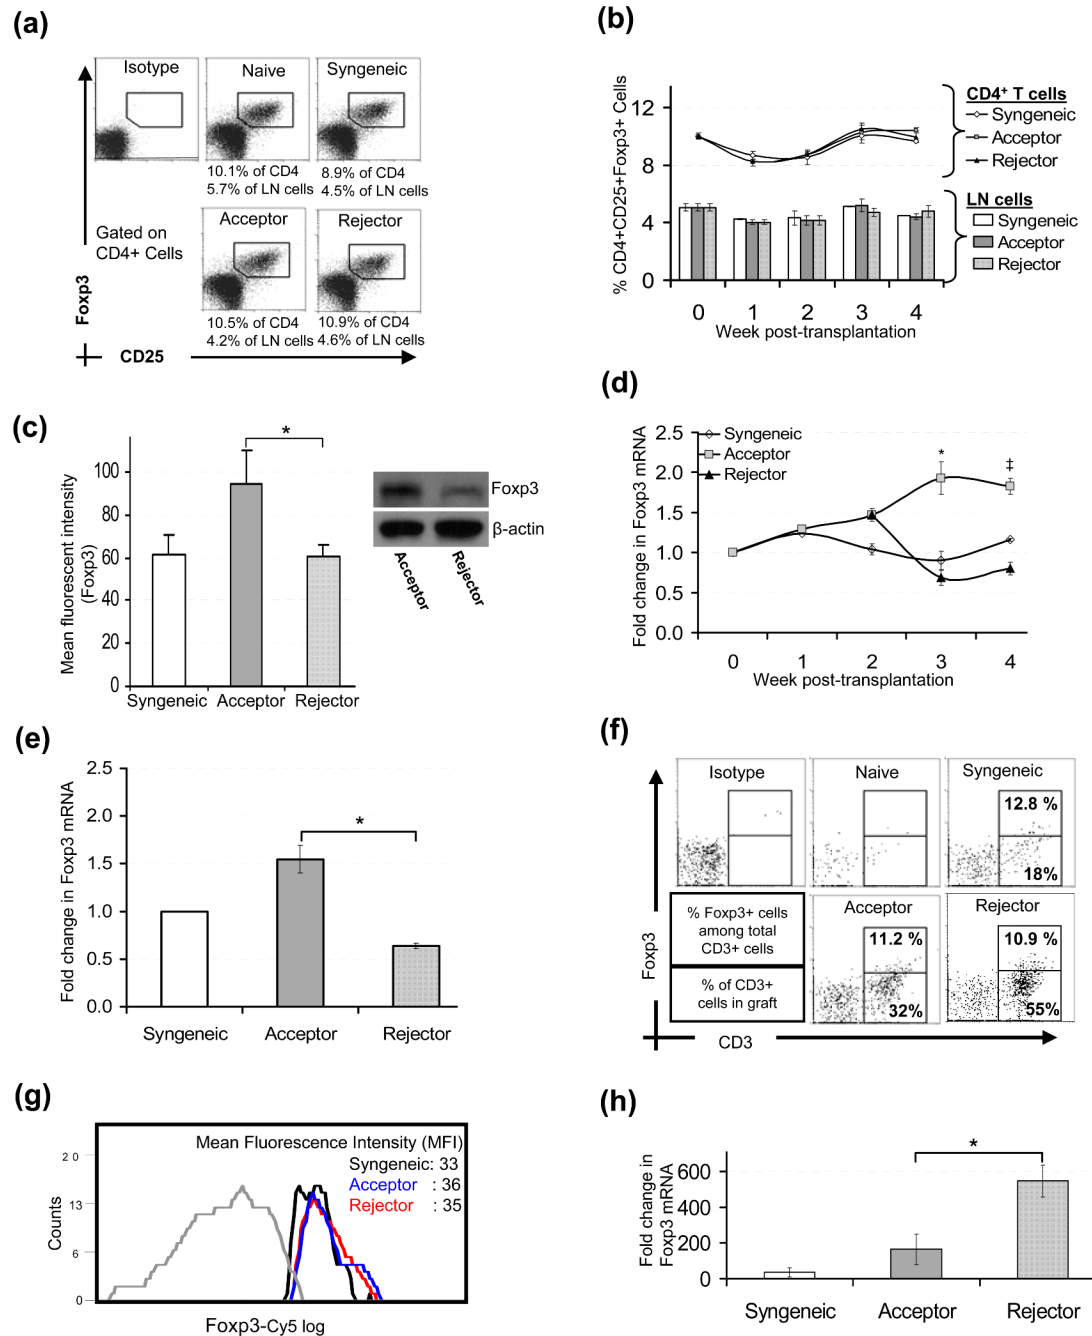 (a)
Isotype
Naive
Syngeneic
10.1% of CD4
5.7% of LN cells
8.9% of CD4
4.5% of LN cells
Acceptor
Rejector
Gated on
CD4+ Cells
10.5% of CD4
4.2% of LN cells
10.9% of CD4
4.6% of LN cells
Foxp3
CD25
(b)
% CD4+CD25+Foxp3+ Cells
12
8
4
0
0 1 2 3 4
Week post-transplantation
CD4⁺ T cells
Syngeneic
Acceptor
Rejector
LN cells
Syngeneic
Acceptor
Rejector
(c)
Mean fluorescent intensity
(Foxp3)
100
80
60
40
20
0
*
Syngeneic Acceptor Rejector
Foxp3
β-actin
Acceptor
Rejector
(d)
Fold change in Foxp3 mRNA
2.5
2.0
1.5
1.0
0.5
0.0
Syngeneic
Acceptor
Rejector
*
‡
0 1 2 3 4
Week post-transplantation
(e)
Fold change in Foxp3 mRNA
2.5
2.0
1.5
1.0
0.5
0.0
*
Syngeneic Acceptor Rejector
(f)
Isotype
Naive
Syngeneic
12.8 %
18%
% Foxp3+ cells
among total
CD3+ cells
% of CD3+
cells in graft
Acceptor
11.2 %
32%
Rejector
10.9 %
55%
Foxp3
CD3
(g)
Mean Fluorescence Intensity (MFI)
Syngeneic: 33
Acceptor : 36
Rejector : 35
Counts
20
13
6
0
Foxp3-Cy5 log
(h)
Fold change in
Foxp3 mRNA
600
400
200
0
*
Syngeneic Acceptor Rejector